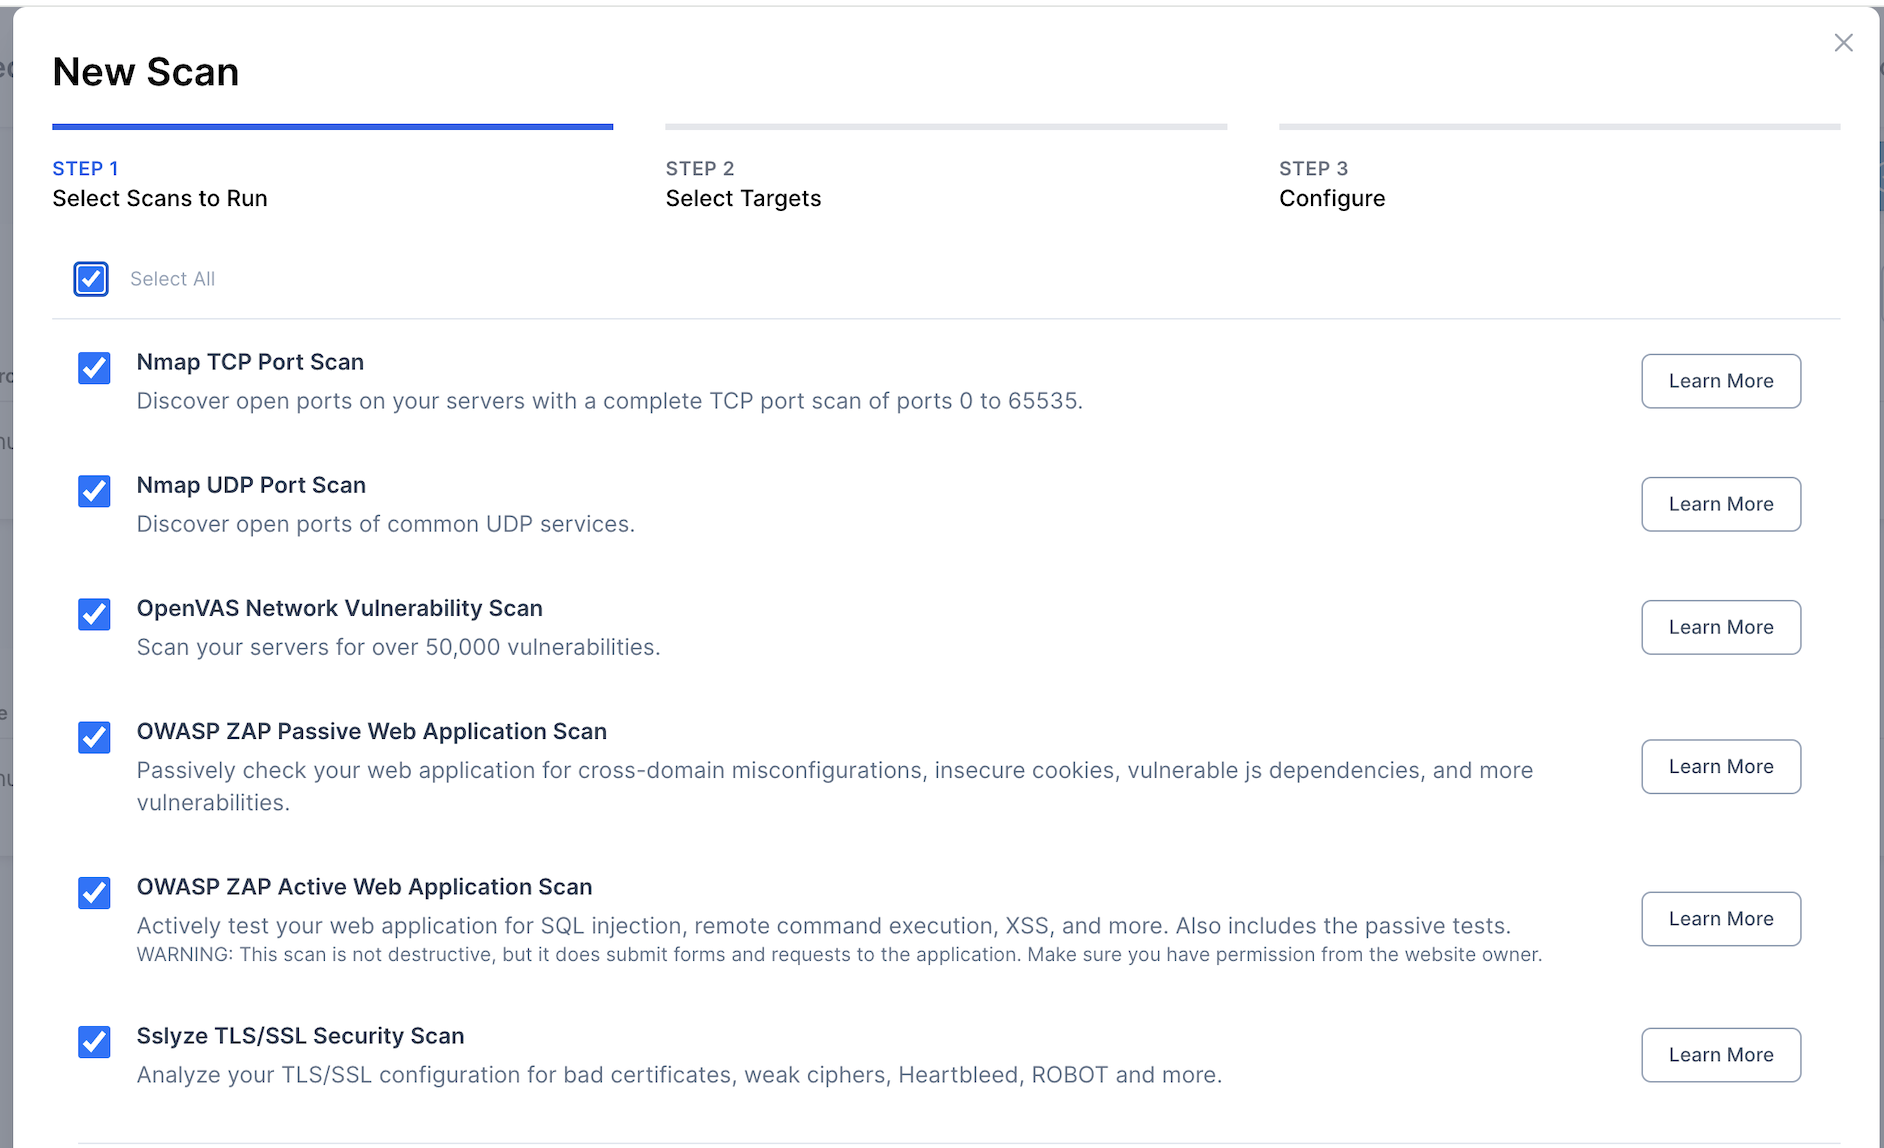 New Scan
STEP 1
Select Scans to Run
STEP 2
Select Targets
STEP 3
Configure
Select All
Nmap TCP Port Scan
Discover open ports on your servers with a complete TCP port scan of ports 0 to 65535.
Learn More
Nmap UDP Port Scan
Discover open ports of common UDP services.
Learn More
OpenVAS Network Vulnerability Scan
Scan your servers for over 50,000 vulnerabilities.
Learn More
OWASP ZAP Passive Web Application Scan
Passively check your web application for cross-domain misconfigurations, insecure cookies, vulnerable js dependencies, and more
vulnerabilities.
Learn More
OWASP ZAP Active Web Application Scan
Actively test your web application for SQL injection, remote command execution, XSS, and more. Also includes the passive tests.
WARNING: This scan is not destructive, but it does submit forms and requests to the application. Make sure you have permission from the website owner.
Learn More
Sslyze TLS/SSL Security Scan
Analyze your TLS/SSL configuration for bad certificates, weak ciphers, Heartbleed, ROBOT and more.
Learn More